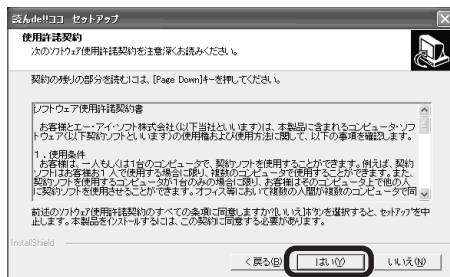 読んde!!ココ セットアップ
使用許諾契約
次のソフトウェア使用許諾契約を注意深くお読みください。
契約の残りの部分を読むには、[Page Down]キーを押してください。
ソフトウェア使用許諾契約書
お客様とエー・アイ・ソフト株式会社(以下当社といいます)は、本製品に含まれるコンピュータ・ソフ
トウェア(以下契約ソフトといいます)の使用権および使用方法に関して、以下の事項を確認します。
1．使用条件
お客様は、一人もしくは1台のコンピュータで、契約ソフトを使用することができます。例えば、契約
ソフトはお客様お1人で使用する場合に限り、複数のコンピュータで使用することができます。また、
契約ソフトを使用するコンピュータが1台のみの場合に限り、お客様はそのコンピュータ上で他の人
に契約ソフトを使用させることができます。オフィス等において複数の人間が複数のコンピュータで同
前述のソフトウェア使用許諾契約のすべての条項に同意しますか?[いいえ]ボタンを選択すると、セットアップを中
止します。本製品をインストールするには、この契約に同意する必要があります。
InstallShield
< 戻る(B)
はい(Y)
いいえ(N)